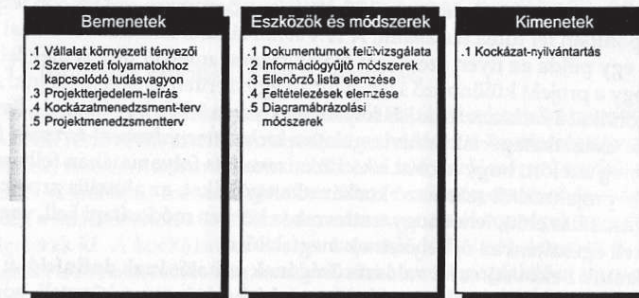 Bemenetek
.1 Vállalat környezeti tényezői
.2 Szervezeti folyamatokhoz
kapcsolódó tudásvagyon
.3 Projektterjedelem-leírás
.4 Kockázatmenedzsment-terv
.5 Projektmenedzsmentterv
Eszközök és módszerek
.1 Dokumentumok felülvizsgálata
.2 Információgyűjtő módszerek
.3 Ellenőrző lista elemzése
.4 Feltételezések elemzése
.5 Diagramábrázolási
módszerek
Kimenetek
.1 Kockázat-nyilvántartás